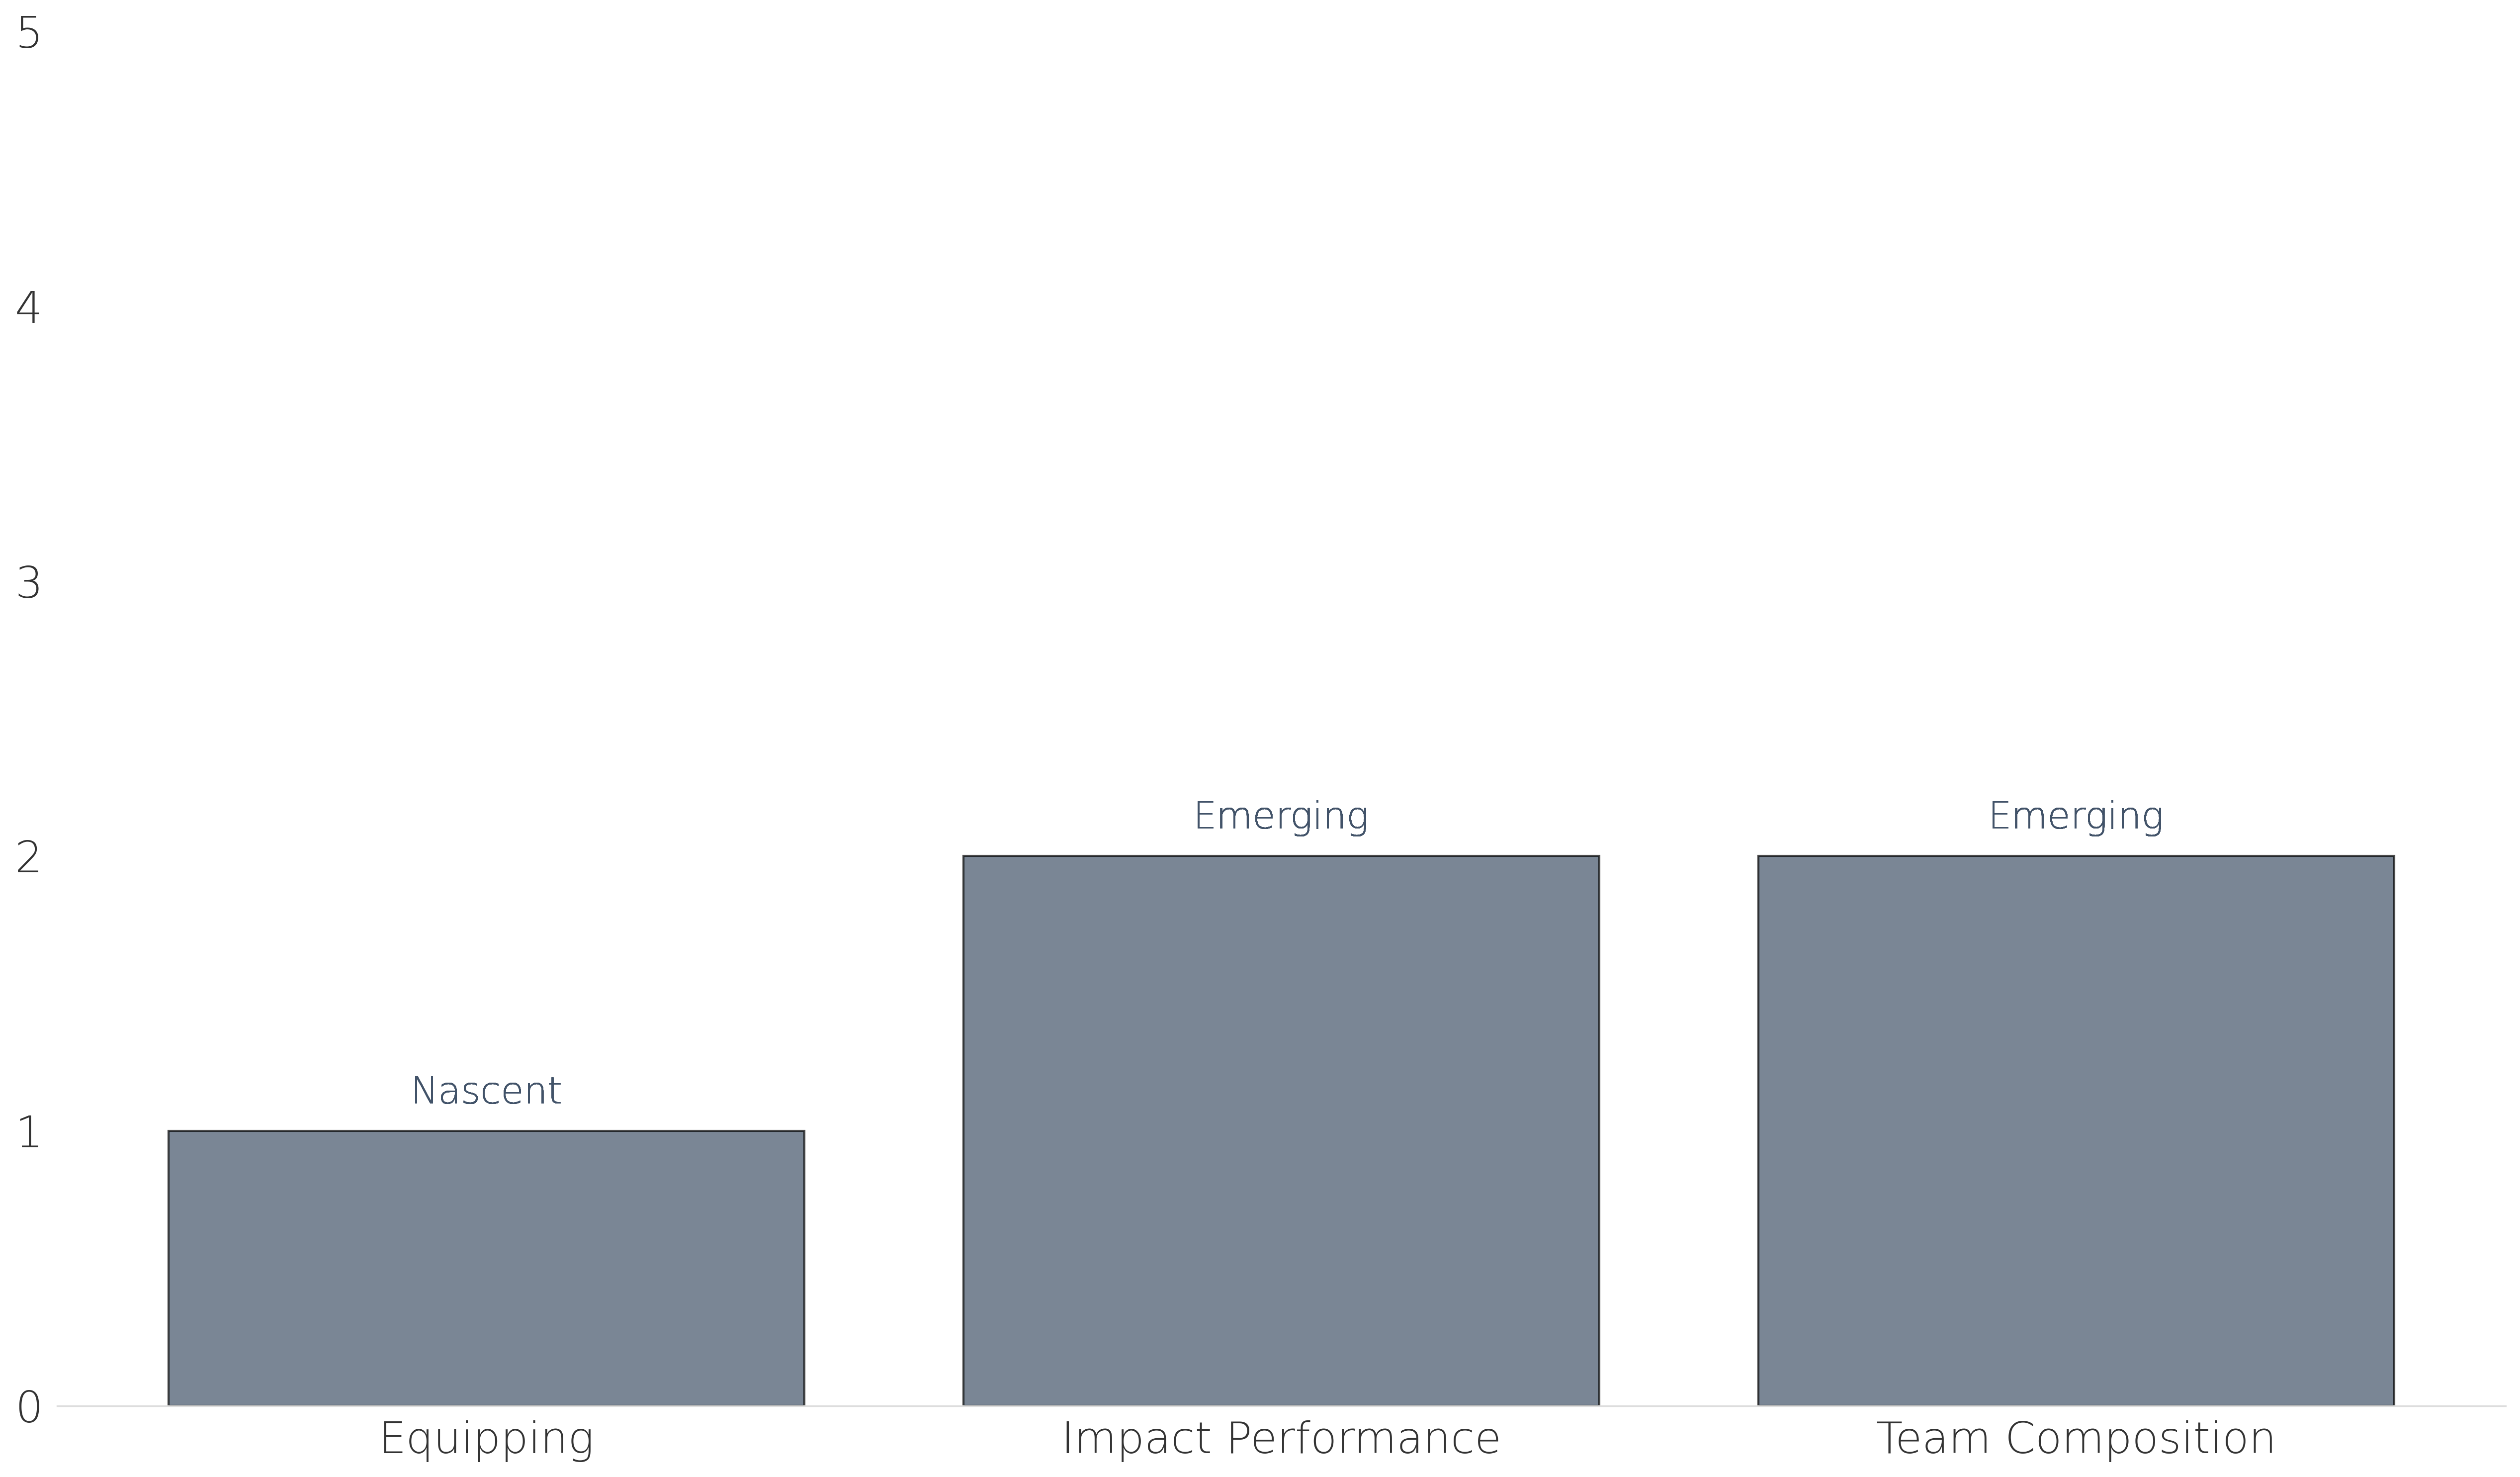 5
4
3
2
1
0
Emerging
Emerging
Nascent
Equipping
Impact Performance
Team Composition